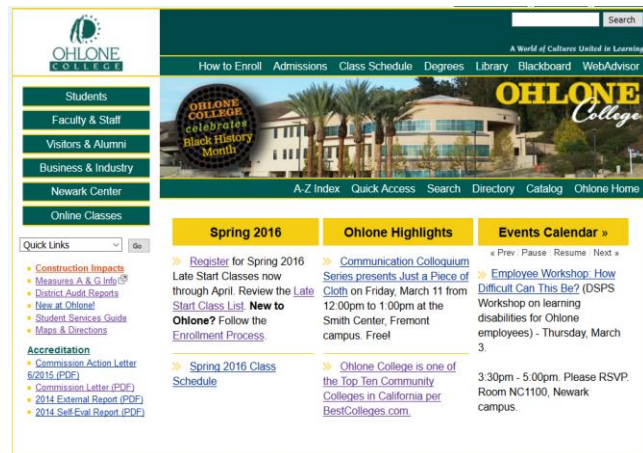 Search
OHLONE
COLLEGE
A World of Cultures United in Learning
How to Enroll Admissions Class Schedule Degrees Library Blackboard WebAdvisor
Students
Faculty & Staff
Visitors & Alumni
Business & Industry
Newark Center
Online Classes
OHLONE
COLLEGE
celebrates
Black History
Month
OHLONE
College
A-Z Index Quick Access Search Directory Catalog Ohlone Home
Quick Links
Go
Construction Impacts
Measures A & G Info
District Audit Reports
New at Ohlone!
Student Services Guide
Maps & Directions
Accreditation
Commission Action Letter
6/2015 (PDF)
Commission Letter (PDF)
2014 External Report (PDF)
2014 Self-Eval Report (PDF)
Spring 2016
» Register for Spring 2016
Late Start Classes now
through April. Review the Late
Start Class List. New to
Ohlone? Follow the
Enrollment Process.
» Spring 2016 Class
Schedule
Ohlone Highlights
» Communication Colloquium
Series presents Just a Piece of
Cloth on Friday, March 11 from
12:00pm to 1:00pm at the
Smith Center, Fremont
campus. Free!
» Ohlone College is one of
the Top Ten Community
Colleges in California per
BestColleges.com.
Events Calendar »
« Prev | Pause | Resume | Next »
» Employee Workshop: How
Difficult Can This Be? (DSPS
Workshop on learning
disabilities for Ohlone
employees) - Thursday, March
3.
3:30pm - 5:00pm. Please RSVP.
Room NC1100, Newark
campus.